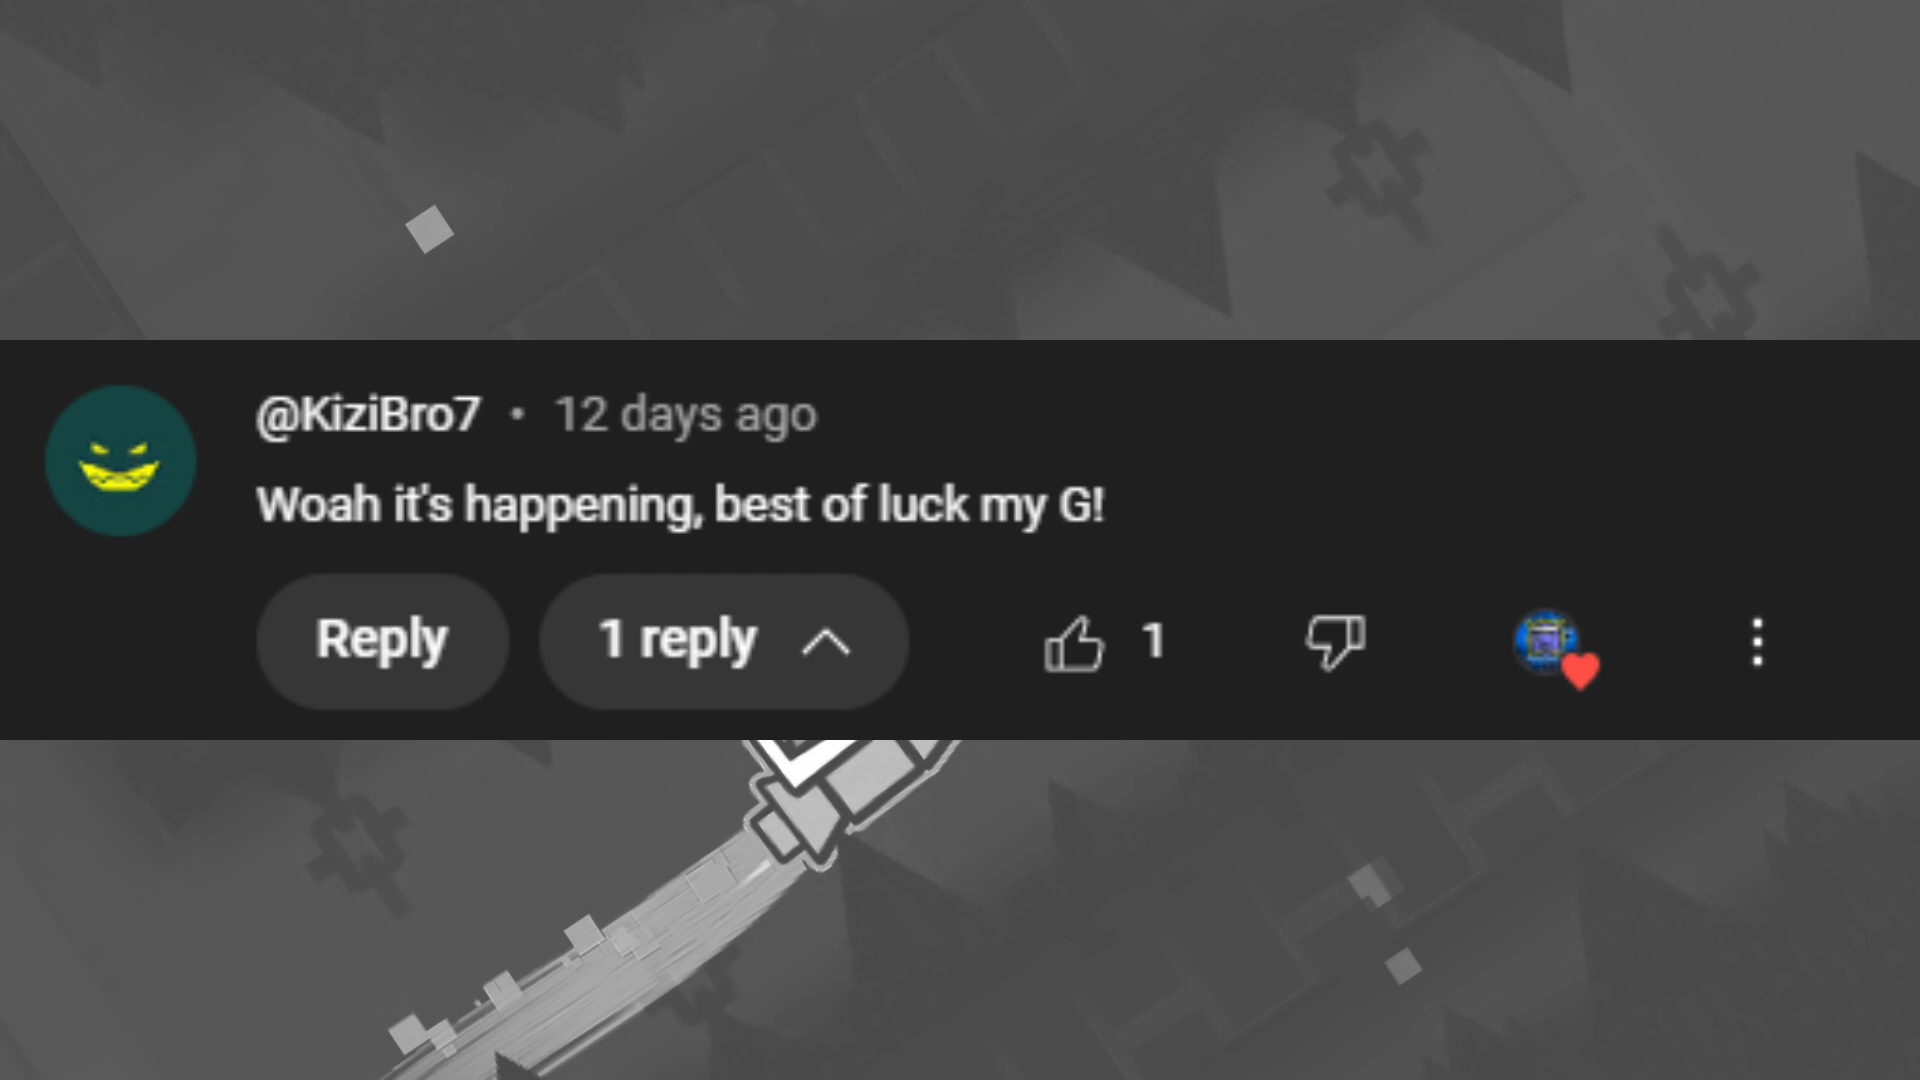 @KiziBro7 • 12 days ago
Woah it's happening, best of luck my G!
Reply 1 reply 1